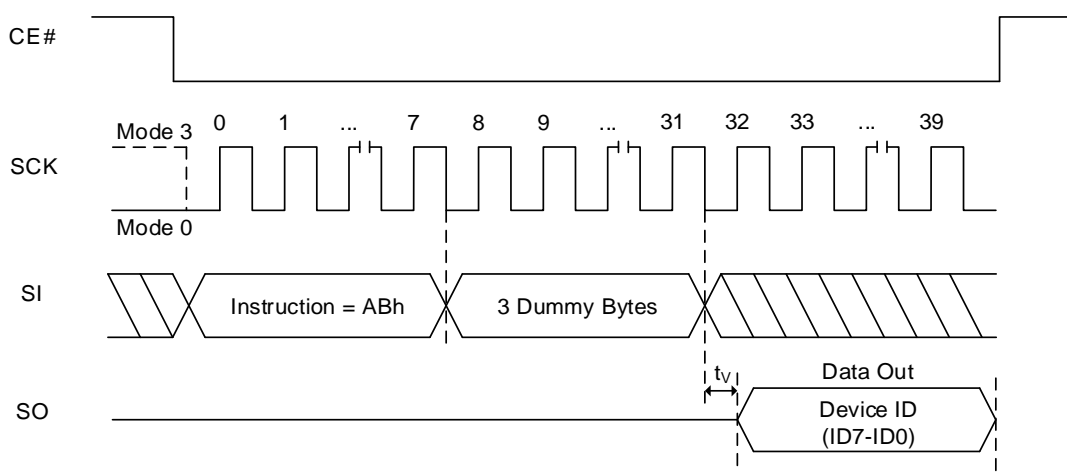 CE#
Mode 3
0 1 ... 7 8 9 ... 31 32 33 ... 39
SCK
Mode 0
SI
Instruction = ABh
3 Dummy Bytes
tV
Data Out
SO
Device ID
(ID7-ID0)